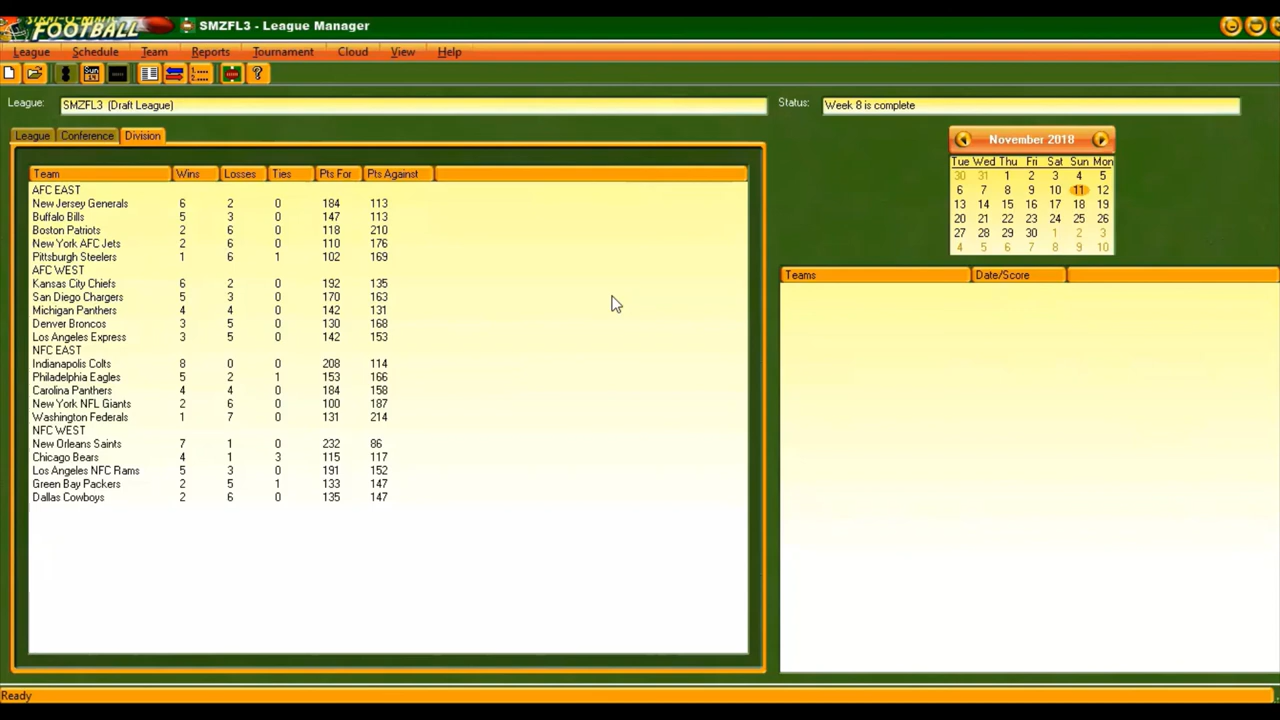 STRAT-O-MATIC
FOOTBALL
SMZFL3 - League Manager
League Schedule Team Reports Tournament Cloud View Help
League: SMZFL3 (Draft League) Status: Week 8 is complete
League Conference Division
Team Wins Losses Ties Pts For Pts Against
AFC EAST
New Jersey Generals 6 2 0 184 113
Buffalo Bills 5 3 0 147 113
Boston Patriots 2 6 0 118 210
New York AFC Jets 2 6 0 110 176
Pittsburgh Steelers 1 6 1 102 169
AFC WEST
Kansas City Chiefs 6 2 0 192 135
San Diego Chargers 5 3 0 170 163
Michigan Panthers 4 4 0 142 131
Denver Broncos 3 5 0 130 168
Los Angeles Express 3 5 0 142 153
NFC EAST
Indianapolis Colts 8 0 0 208 114
Philadelphia Eagles 5 2 1 153 166
Carolina Panthers 4 4 0 184 158
New York NFL Giants 2 6 0 100 187
Washington Federals 1 7 0 131 214
NFC WEST
New Orleans Saints 7 1 0 232 86
Chicago Bears 4 1 3 115 117
Los Angeles NFC Rams 5 3 0 191 152
Green Bay Packers 2 5 1 133 147
Dallas Cowboys 2 6 0 135 147
November 2018
Tue Wed Thu Fri Sat Sun Mon
30 31 1 2 3 4 5
6 7 8 9 10 11 12
13 14 15 16 17 18 19
20 21 22 23 24 25 26
27 28 29 30 1 2 3
4 5 6 7 8 9 10
Teams Date/Score
Ready